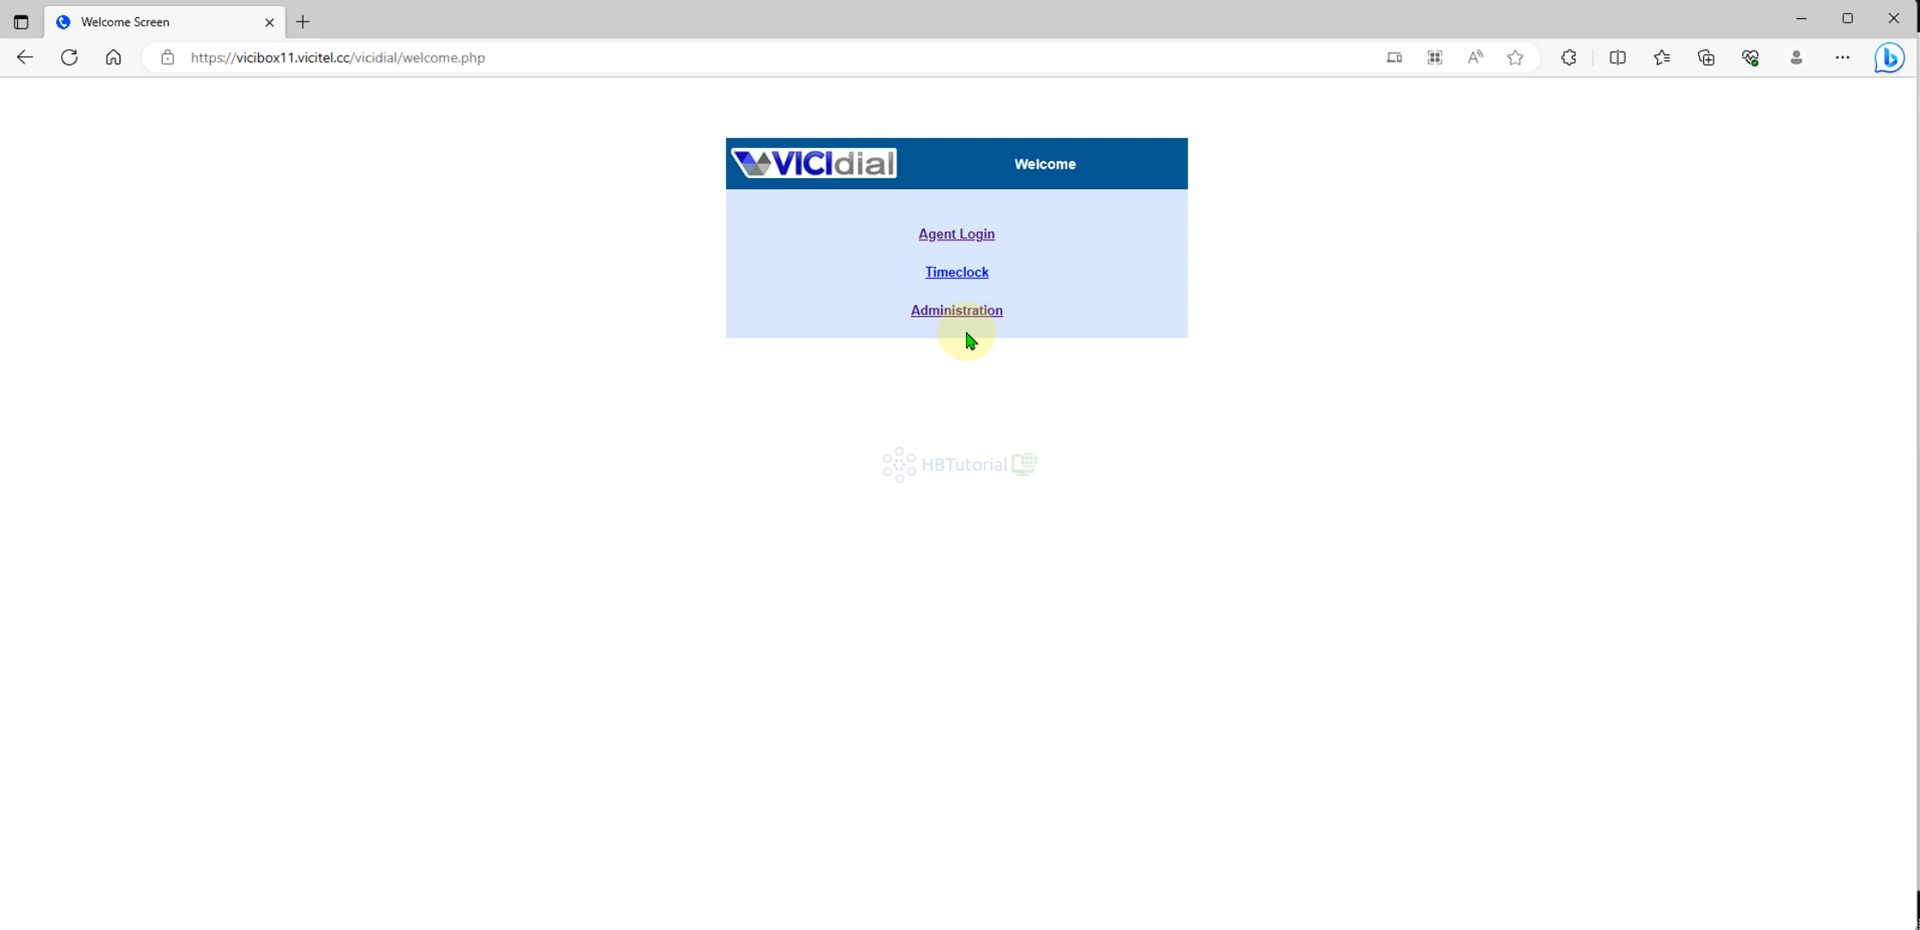 Welcome Screen
https://vicibox11.vicitel.cc/vicidial/welcome.php
VICIdial
Welcome
Agent Login
Timeclock
Administration
HBTutorial